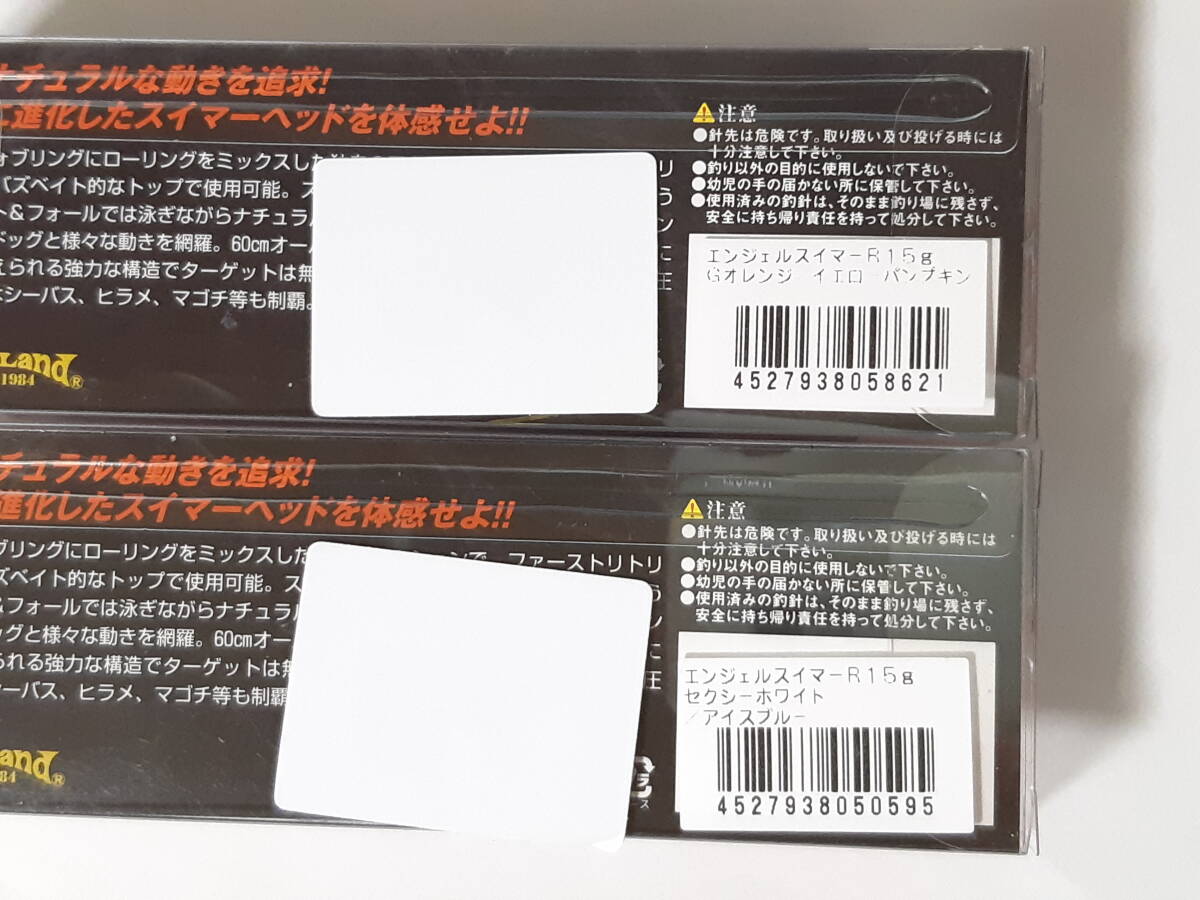 ナチュラルな動きを追求!
に進化したスイマーヘッドを体感せよ!!
ォブリングにローリングをミックスした
バズベイト的なトップで使用可能。ス
ト&フォールでは泳ぎながらナチュラル
ドッグと様々な動きを網羅。60cmオー
えられる強力な構造でターゲットは無
シーバス、ヒラメ、マゴチ等も制覇。
リ
う
ン
に
圧
Land®
1984
⚠注意
●針先は危険です。取り扱い及び投げる時には
十分注意して下さい。
●釣り以外の目的に使用しないで下さい。
●幼児の手の届かない所に保管して下さい。
●使用済みの釣針は、そのまま釣り場に残さず、
安全に持ち帰り責任を持って処分して下さい。
エンジェルスイマーR15g
Gオレンジ イエローパンプキン
4527938058621
チュラルな動きを追求!
進化したスイマーヘッドを体感せよ!!
ブリングにローリングをミックスした
ンで、ファーストリトリ
ズベイト的なトップで使用可能。ス
&フォールでは泳ぎながらナチュラル
ッグと様々な動きを網羅。60cmオー
られる強力な構造でターゲットは無
ーバス、ヒラメ、マゴチ等も制覇
う
ン
に
圧
and®
84
⚠注意
●針先は危険です。取り扱い及び投げる時には
十分注意して下さい。
●釣り以外の目的に使用しないで下さい。
●幼児の手の届かない所に保管して下さい。
●使用済みの釣針は、そのまま釣り場に残さず、
安全に持ち帰り責任を持って処分して下さい。
エンジェルスイマーR15g
セクシーホワイト
/アイスブルー
4527938050595